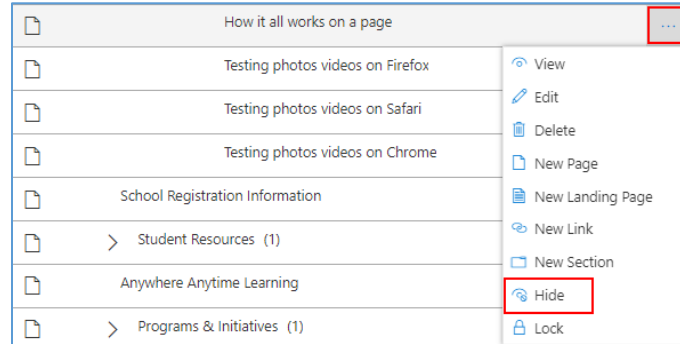 How it all works on a page
...
Testing photos videos on Firefox
Testing photos videos on Safari
Testing photos videos on Chrome
School Registration Information
Student Resources (1)
Anywhere Anytime Learning
Programs & Initiatives (1)
View
Edit
Delete
New Page
New Landing Page
New Link
New Section
Hide
Lock